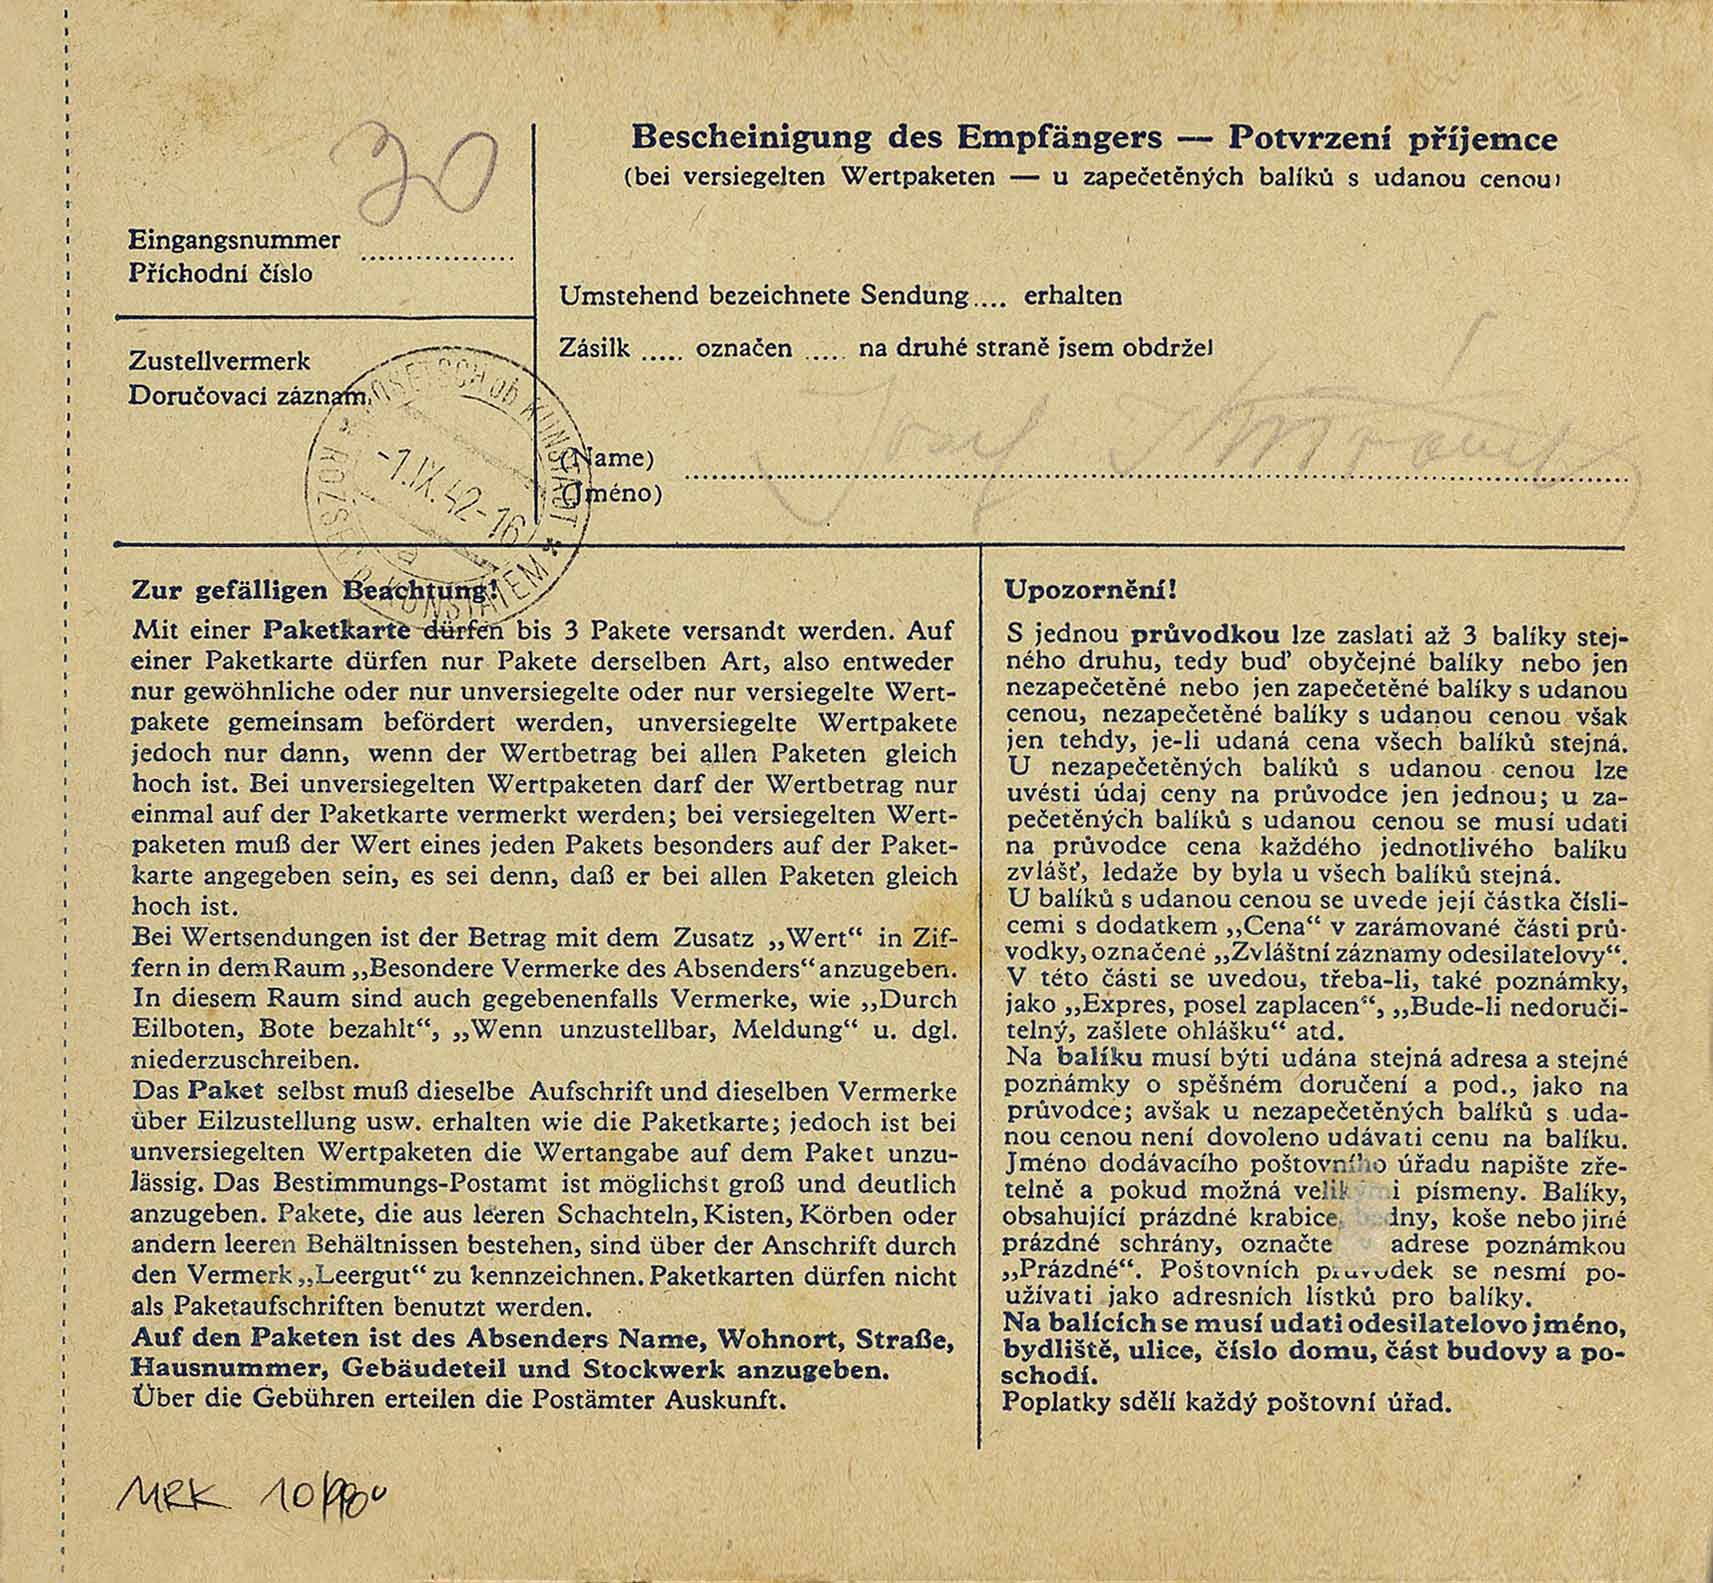 30
Bescheinigung des Empfängers — Potvrzení příjemce
(bei versiegelten Wertpaketen — u zapečetěných balíků s udanou cenou)
Eingangsnummer ....................
Příchodní číslo
Umstehend bezeichnete Sendung.... erhalten
Zásilk ..... označen ..... na druhé straně jsem obdržel
Zustellvermerk
Doručovací záznam
ob KUNSTADT
-1.IX.42-16
Josef
(Name)
(Jméno)
Zur gefälligen Beachtung!
Mit einer Paketkarte dürfen bis 3 Pakete versandt werden. Auf
einer Paketkarte dürfen nur Pakete derselben Art, also entweder
nur gewöhnliche oder nur unversiegelte oder nur versiegelte Wert-
pakete gemeinsam befördert werden, unversiegelte Wertpakete
jedoch nur dann, wenn der Wertbetrag bei allen Paketen gleich
hoch ist. Bei unversiegelten Wertpaketen darf der Wertbetrag nur
einmal auf der Paketkarte vermerkt werden; bei versiegelten Wert-
paketen muß der Wert eines jeden Pakets besonders auf der Paket-
karte angegeben sein, es sei denn, daß er bei allen Paketen gleich
hoch ist.
Bei Wertsendungen ist der Betrag mit dem Zusatz „Wert“ in Zif-
fern in dem Raum „Besondere Vermerke des Absenders“ anzugeben.
In diesem Raum sind auch gegebenenfalls Vermerke, wie „Durch
Eilboten, Bote bezahlt“, „Wenn unzustellbar, Meldung“ u. dgl.
niederzuschreiben.
Das Paket selbst muß dieselbe Aufschrift und dieselben Vermerke
über Eilzustellung usw. erhalten wie die Paketkarte; jedoch ist bei
unversiegelten Wertpaketen die Wertangabe auf dem Paket unzu-
lässig. Das Bestimmungs-Postamt ist möglichst groß und deutlich
anzugeben. Pakete, die aus leeren Schachteln, Kisten, Körben oder
andern leeren Behältnissen bestehen, sind über der Anschrift durch
den Vermerk „Leergut“ zu kennzeichnen. Paketkarten dürfen nicht
als Paketaufschriften benutzt werden.
Auf den Paketen ist des Absenders Name, Wohnort, Straße,
Hausnummer, Gebäudeteil und Stockwerk anzugeben.
Über die Gebühren erteilen die Postämter Auskunft.
Upozornění!
S jednou průvodkou lze zaslati až 3 balíky stej-
ného druhu, tedy buď obyčejné balíky nebo jen
nezapečetěné nebo jen zapečetěné balíky s udanou
cenou, nezapečetěné balíky s udanou cenou však
jen tehdy, je-li udaná cena všech balíků stejná.
U nezapečetěných balíků s udanou cenou lze
uvésti údaj ceny na průvodce jen jednou; u za-
pečetěných balíků s udanou cenou se musí udati
na průvodce cena každého jednotlivého balíku
zvlášť, ledaže by byla u všech balíků stejná.
U balíků s udanou cenou se uvede její částka čísli-
cemi s dodatkem „Cena“ v zarámované části prů-
vodky, označené „Zvláštní záznamy odesilatelovy“.
V této části se uvedou, třeba-li, také poznámky,
jako „Expres, posel zaplacen“, „Bude-li nedoruči-
telný, zašlete ohlášku“ atd.
Na balíku musí býti udána stejná adresa a stejné
poznámky o spěšném doručení a pod., jako na
průvodce; avšak u nezapečetěných balíků s uda-
nou cenou není dovoleno udávati cenu na balíku.
Jméno dodávacího poštovního úřadu napište zře-
telně a pokud možná velikými písmeny. Balíky,
obsahující prázdné krabice, bedny, koše nebo jiné
prázdné schrány, označte v adrese poznámkou
„Prázdné“. Poštovních průvodek se nesmí po-
užívati jako adresních lístků pro balíky.
Na balících se musí udati odesilatelovo jméno,
bydliště, ulice, číslo domu, část budovy a po-
schodí.
Poplatky sdělí každý poštovní úřad.
MRK